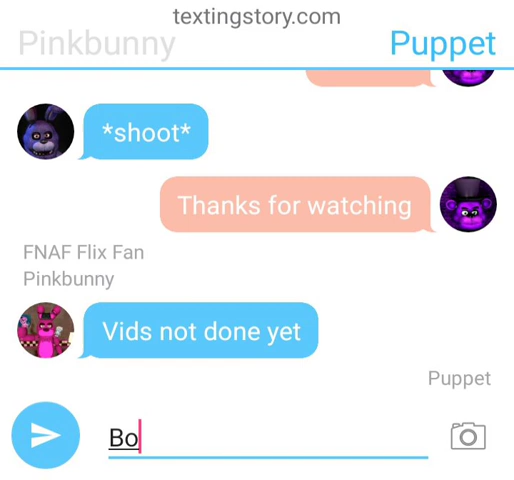 textingstory.com
Pinkbunny
Puppet
*shoot*
Thanks for watching
FNAF Flix Fan
Pinkbunny
Vids not done yet
Puppet
Bo